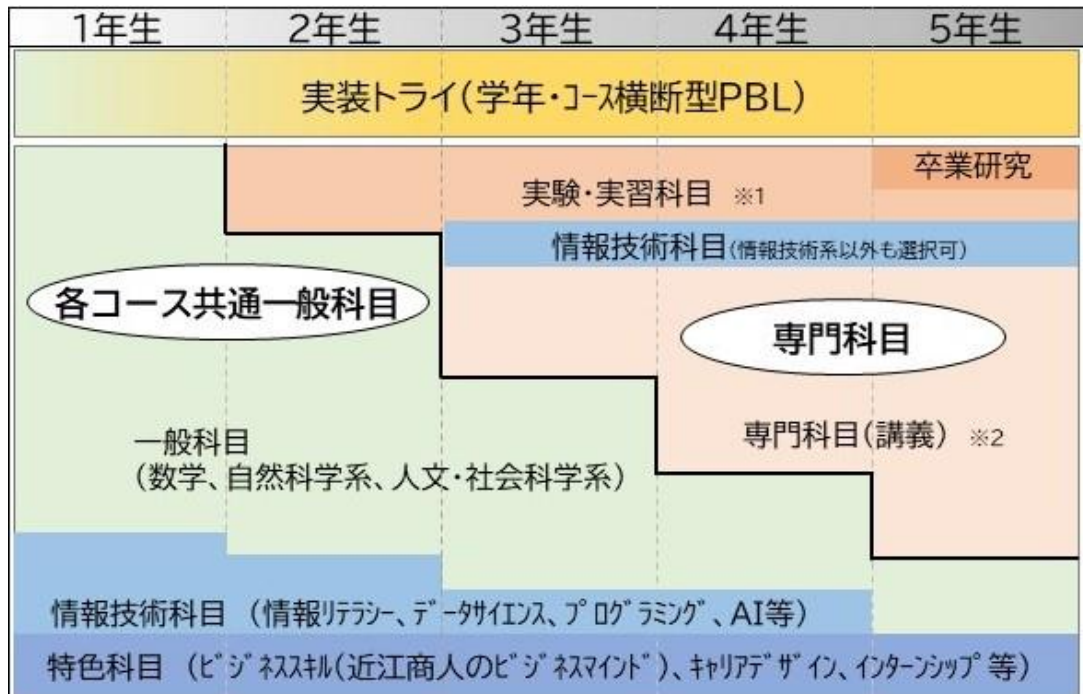 1年生 2年生 3年生 4年生 5年生
実装トライ(学年・ｺｰｽ横断型PBL)
卒業研究
実験・実習科目 ※1
情報技術科目(情報技術系以外も選択可)
各コース共通一般科目
専門科目
専門科目(講義) ※2
一般科目
(数学、自然科学系、人文・社会科学系)
情報技術科目 (情報ﾘﾃﾗｼｰ、ﾃﾞｰﾀｻｲｴﾝｽ、ﾌﾟﾛｸﾞﾗﾐﾝｸﾞ、AI等)
特色科目 (ﾋﾞｼﾞﾈｽｽｷﾙ(近江商人のﾋﾞｼﾞﾈｽﾏｲﾝﾄﾞ)、ｷｬﾘｱﾃﾞｻﾞｲﾝ、ｲﾝﾀｰﾝｼｯﾌﾟ等)